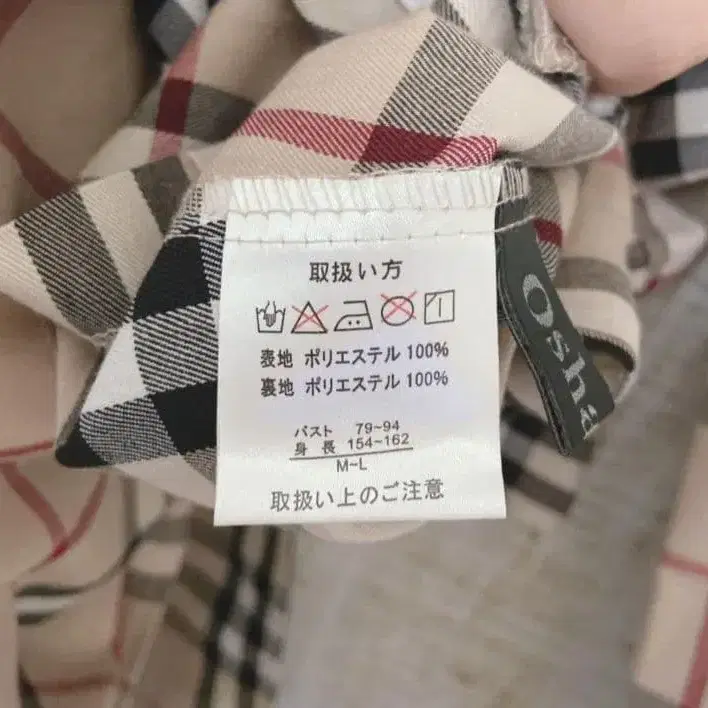 取扱い方
表地 ポリエステル 100%
裏地 ポリエステル 100%
バスト 79~94
身長 154~162
M~L
取扱い上のご注意
Osha